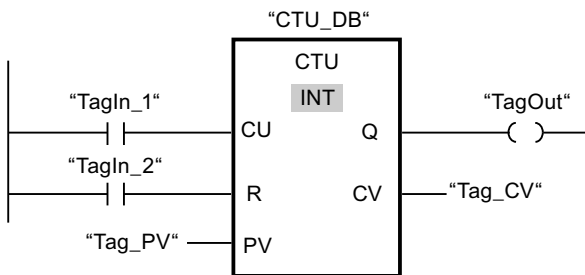 “CTU_DB“
CTU
INT
“TagIn_1“
CU
Q
“TagOut“
“TagIn_2“
R
CV
“Tag_CV“
“Tag_PV“
PV